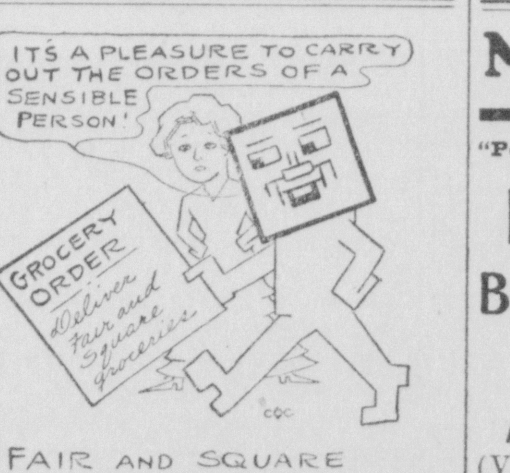 IT'S A PLEASURE TO CARRY
OUT THE ORDERS OF A
SENSIBLE
PERSON!
GROCERY
ORDER
Deliver
Fair and
Square
groceries.
CQC
FAIR AND SQUARE
N
"P
B
(V